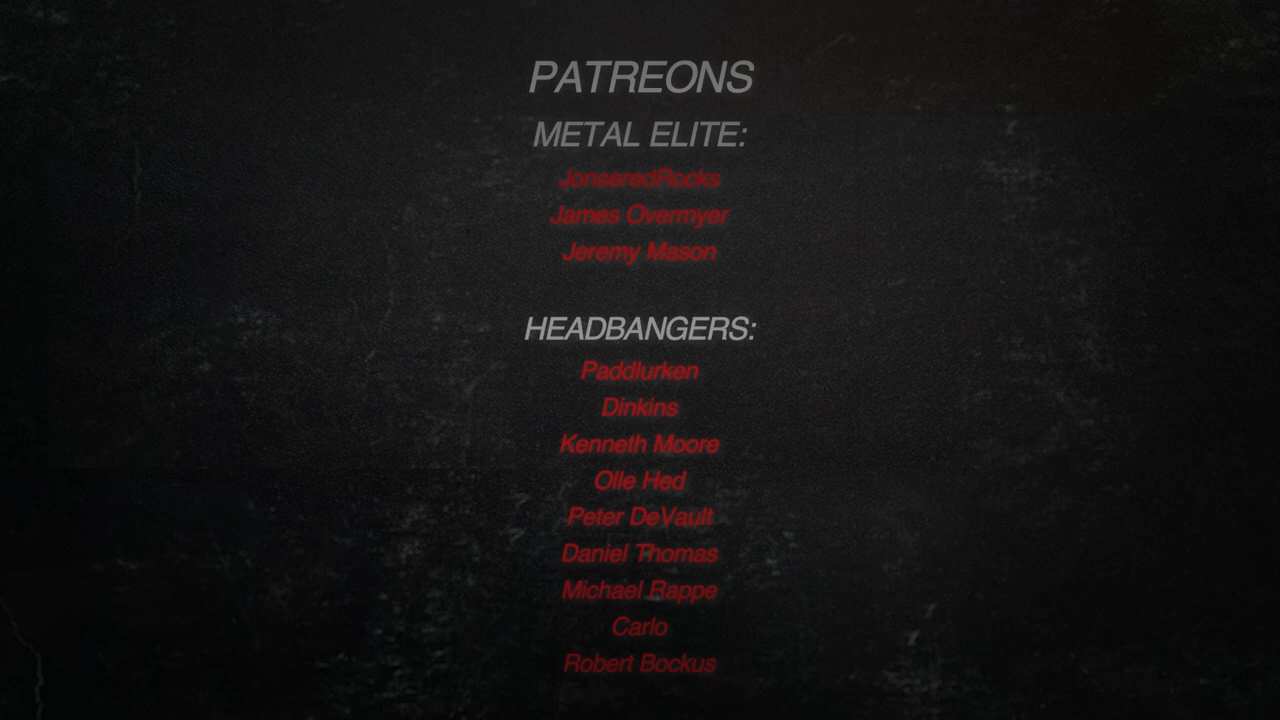 PATREONS
METAL ELITE:
JonseredRocks
James Overmyer
Jeremy Mason
HEADBANGERS:
Paddlurken
Dinkins
Kenneth Moore
Olle Hed
Peter DeVault
Daniel Thomas
Michael Rappe
Carlo
Robert Bockus